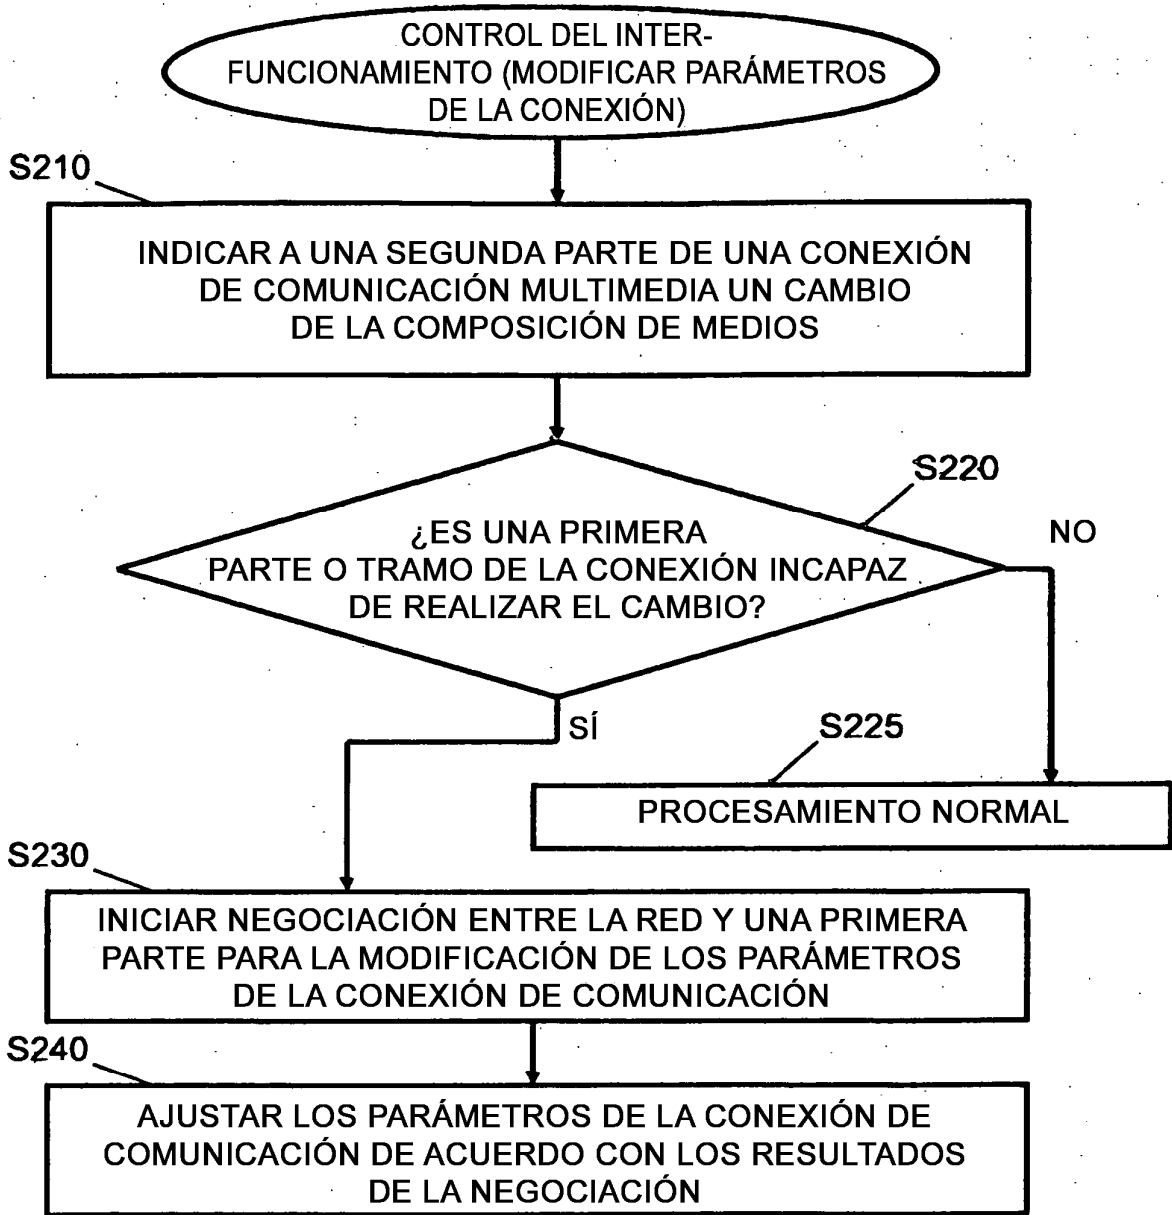 CONTROL DEL INTER-
FUNCIONAMIENTO (MODIFICAR PARÁMETROS
DE LA CONEXIÓN)
S210
INDICAR A UNA SEGUNDA PARTE DE UNA CONEXIÓN
DE COMUNICACIÓN MULTIMEDIA UN CAMBIO
DE LA COMPOSICIÓN DE MEDIOS
S220
¿ES UNA PRIMERA
PARTE O TRAMO DE LA CONEXIÓN INCAPAZ
DE REALIZAR EL CAMBIO?
NO
SÍ
S225
PROCESAMIENTO NORMAL
S230
INICIAR NEGOCIACIÓN ENTRE LA RED Y UNA PRIMERA
PARTE PARA LA MODIFICACIÓN DE LOS PARÁMETROS
DE LA CONEXIÓN DE COMUNICACIÓN
S240
AJUSTAR LOS PARÁMETROS DE LA CONEXIÓN DE
COMUNICACIÓN DE ACUERDO CON LOS RESULTADOS
DE LA NEGOCIACIÓN